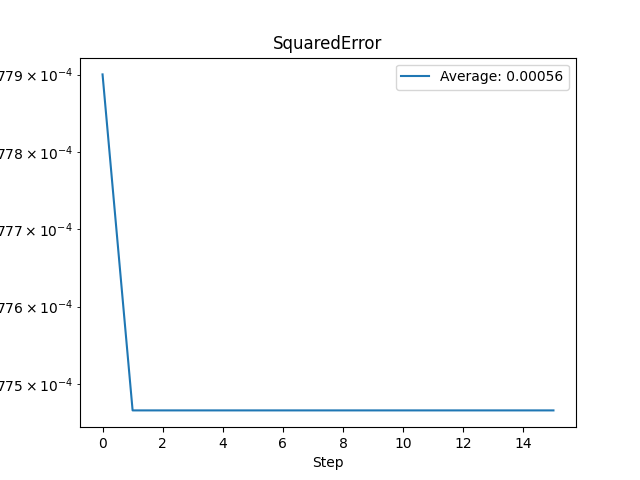 SquaredError
Average: 0.00056
779 × 10⁻⁴
778 × 10⁻⁴
777 × 10⁻⁴
776 × 10⁻⁴
775 × 10⁻⁴
0 2 4 6 8 10 12 14
Step